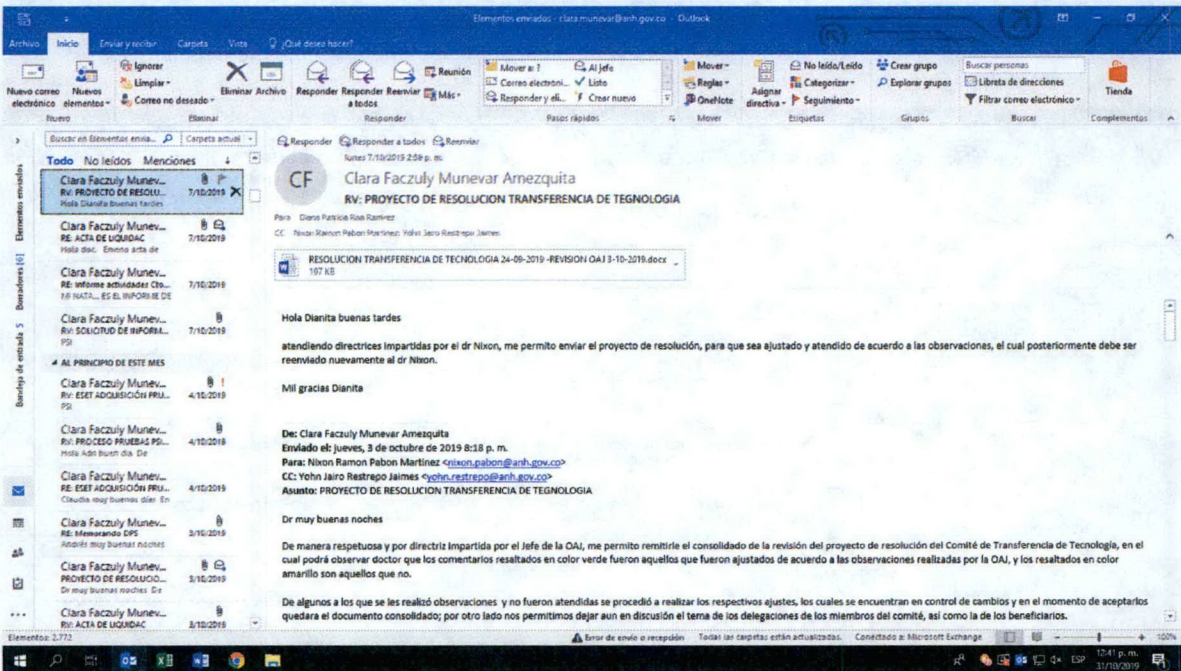 Elementos enviados - clara.munevar@anh.gov.co - Outlook
Archivo Inicio Enviar y recibir Carpeta Vista ¿Qué desea hacer?
Nuevo correo electrónico
Nuevos elementos
Ignorar
Limpiar
Correo no deseado
Eliminar Archivo
Responder Responder a todos Reenviar
Reunión
Más
Mover a: ?
Correo electróni...
Responder y eli...
Al jefe
Listo
Crear nuevo
Mover
Reglas
OneNote
Asignar directiva
No leído/Leído
Categorizar
Seguimiento
Crear grupo
Explorar grupos
Buscar personas
Libreta de direcciones
Filtrar correo electrónico
Tienda
Nuevo Eliminar Responder Pasos rápidos Mover Etiquetas Grupos Buscar Complementos
Elementos enviados
Borradores [6]
Bandeja de entrada 5
Buscar en Elementos envia... Carpeta actual
Todo No leídos Menciones
Clara Faczuly Munev...
RV: PROYECTO DE RESOLU... 7/10/2019
Hola Dianita buenas tardes
Clara Faczuly Munev...
RE: ACTA DE LIQUIDAC 7/10/2019
Hola doc. Envino acta de
Clara Faczuly Munev...
RE: Informe actividades Cto... 7/10/2019
MI NATA... ES EL INFORME DE
Clara Faczuly Munev...
RV: SOLICITUD DE INFORM... 7/10/2019
PSI
AL PRINCIPIO DE ESTE MES
Clara Faczuly Munev...
RV: ESET ADQUISICIÓN PRU... 4/10/2019
PSI
Clara Faczuly Munev...
RV: PROCESO PRUEBAS PSI... 4/10/2019
Hola Adri buen dia. De
Clara Faczuly Munev...
RE: ESET ADQUISICIÓN PRU... 4/10/2019
Claudia muy buenos días En
Clara Faczuly Munev...
RE: Memorando DPS 3/10/2019
Andrés muy buenas noches
Clara Faczuly Munev...
PROYECTO DE RESOLUCIO... 3/10/2019
Dr muy buenas noches De
Clara Faczuly Munev...
RV: ACTA DE LIQUIDAC 3/10/2019
Responder Responder a todos Reenviar
lunes 7/10/2019 2:58 p. m.
CF
Clara Faczuly Munevar Amezquita
RV: PROYECTO DE RESOLUCION TRANSFERENCIA DE TEGNOLOGIA
Para Diana Patricia Roa Ramirez
CC Nixon Ramon Pabon Martinez; Yohn Jairo Restrepo Jaimes
RESOLUCION TRANSFERENCIA DE TECNOLOGIA 24-09-2019 -REVISION OAJ 3-10-2019.docx
197 KB
Hola Dianita buenas tardes
atendiendo directrices impartidas por el dr Nixon, me permito enviar el proyecto de resolución, para que sea ajustado y atendido de acuerdo a las observaciones, el cual posteriormente debe ser
reenviado nuevamente al dr Nixon.
Mil gracias Dianita
De: Clara Faczuly Munevar Amezquita
Enviado el: jueves, 3 de octubre de 2019 8:18 p. m.
Para: Nixon Ramon Pabon Martinez <nixon.pabon@anh.gov.co>
CC: Yohn Jairo Restrepo Jaimes <yohn.restrepo@anh.gov.co>
Asunto: PROYECTO DE RESOLUCION TRANSFERENCIA DE TEGNOLOGIA
Dr muy buenas noches
De manera respetuosa y por directriz impartida por el Jefe de la OAJ, me permito remitirle el consolidado de la revisión del proyecto de resolución del Comité de Transferencia de Tecnología, en el
cual podrá observar doctor que los comentarios resaltados en color verde fueron aquellos que fueron ajustados de acuerdo a las observaciones realizadas por la OAJ, y los resaltados en color
amarillo son aquellos que no.
De algunos a los que se les realizó observaciones y no fueron atendidas se procedió a realizar los respectivos ajustes, los cuales se encuentran en control de cambios y en el momento de aceptarlos
quedara el documento consolidado; por otro lado nos permitimos dejar aun en discusión el tema de los delegaciones de los miembros del comité, así como la de los beneficiarios.
Elementos: 2.772 Error de envío o recepción Todas las carpetas están actualizadas. Conectado a: Microsoft Exchange 100%
ESP 12:41 p. m.
31/10/2019